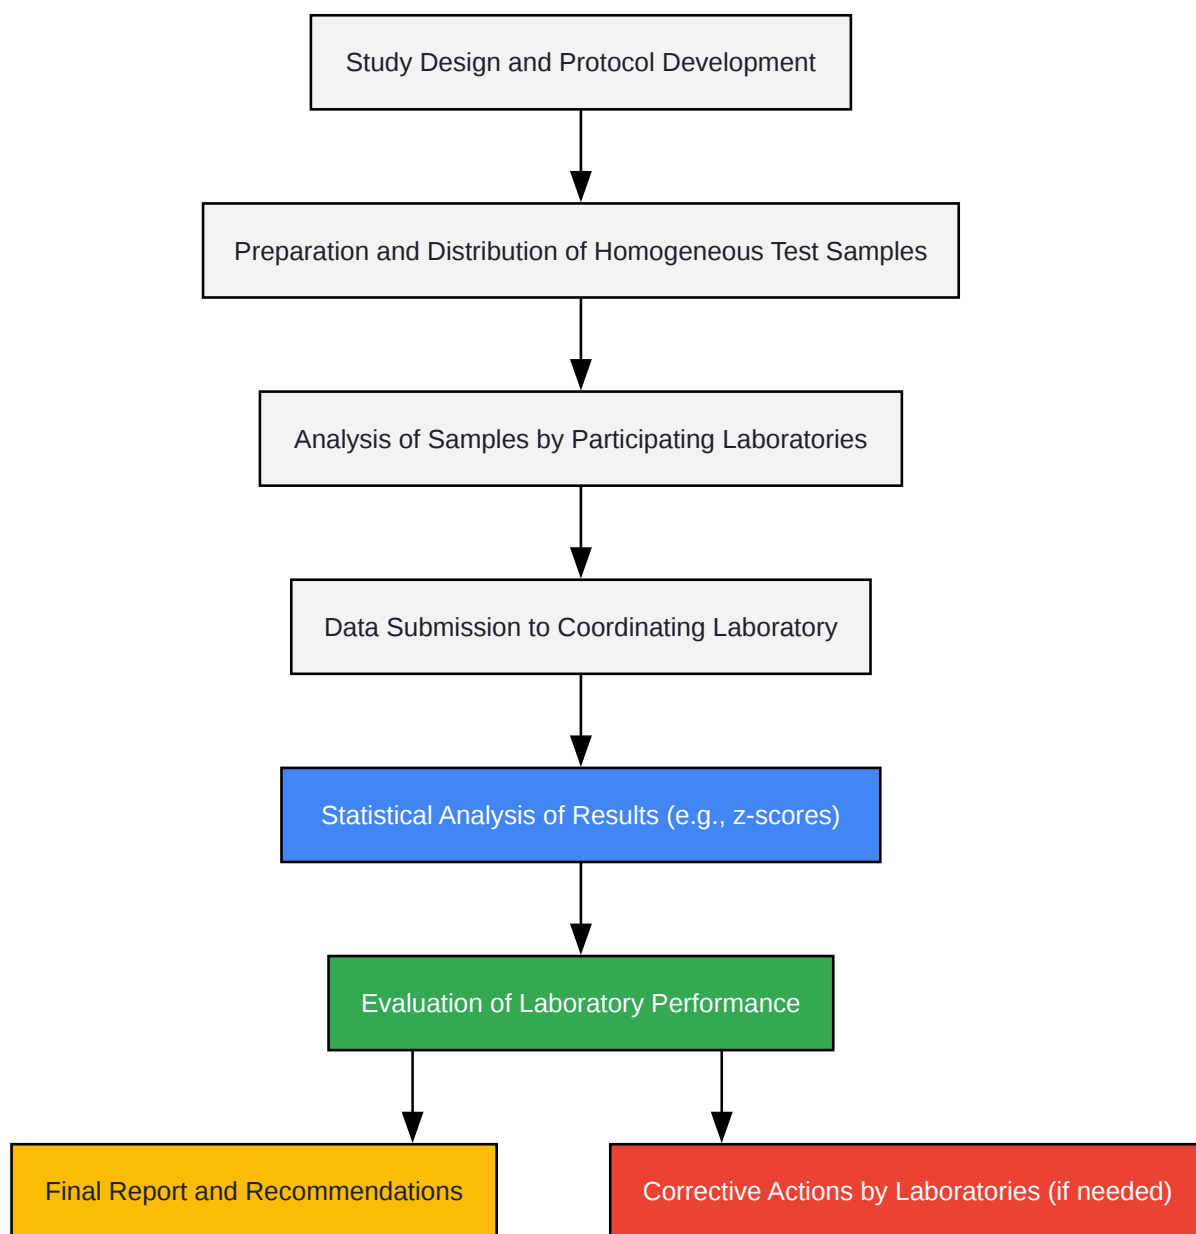 Study Design and Protocol Development
Preparation and Distribution of Homogeneous Test Samples
Analysis of Samples by Participating Laboratories
Data Submission to Coordinating Laboratory
Statistical Analysis of Results (e.g., z-scores)
Evaluation of Laboratory Performance
Final Report and Recommendations
Corrective Actions by Laboratories (if needed)